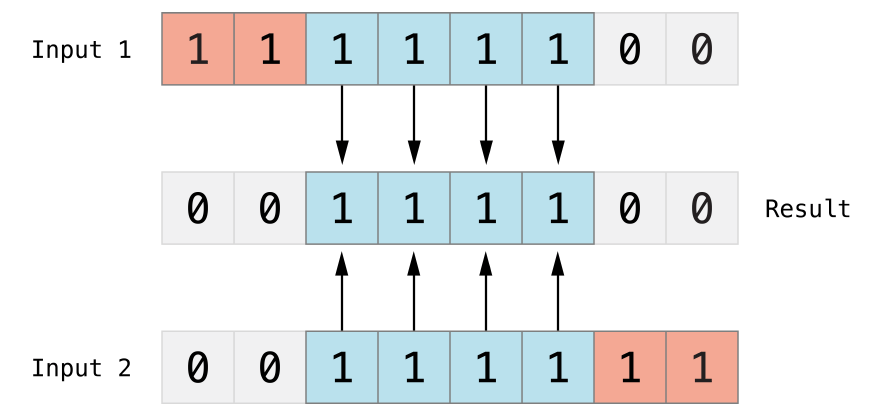 Input 1 1 1 1 1 1 1 0 0
0 0 1 1 1 1 0 0 Result
Input 2 0 0 1 1 1 1 1 1